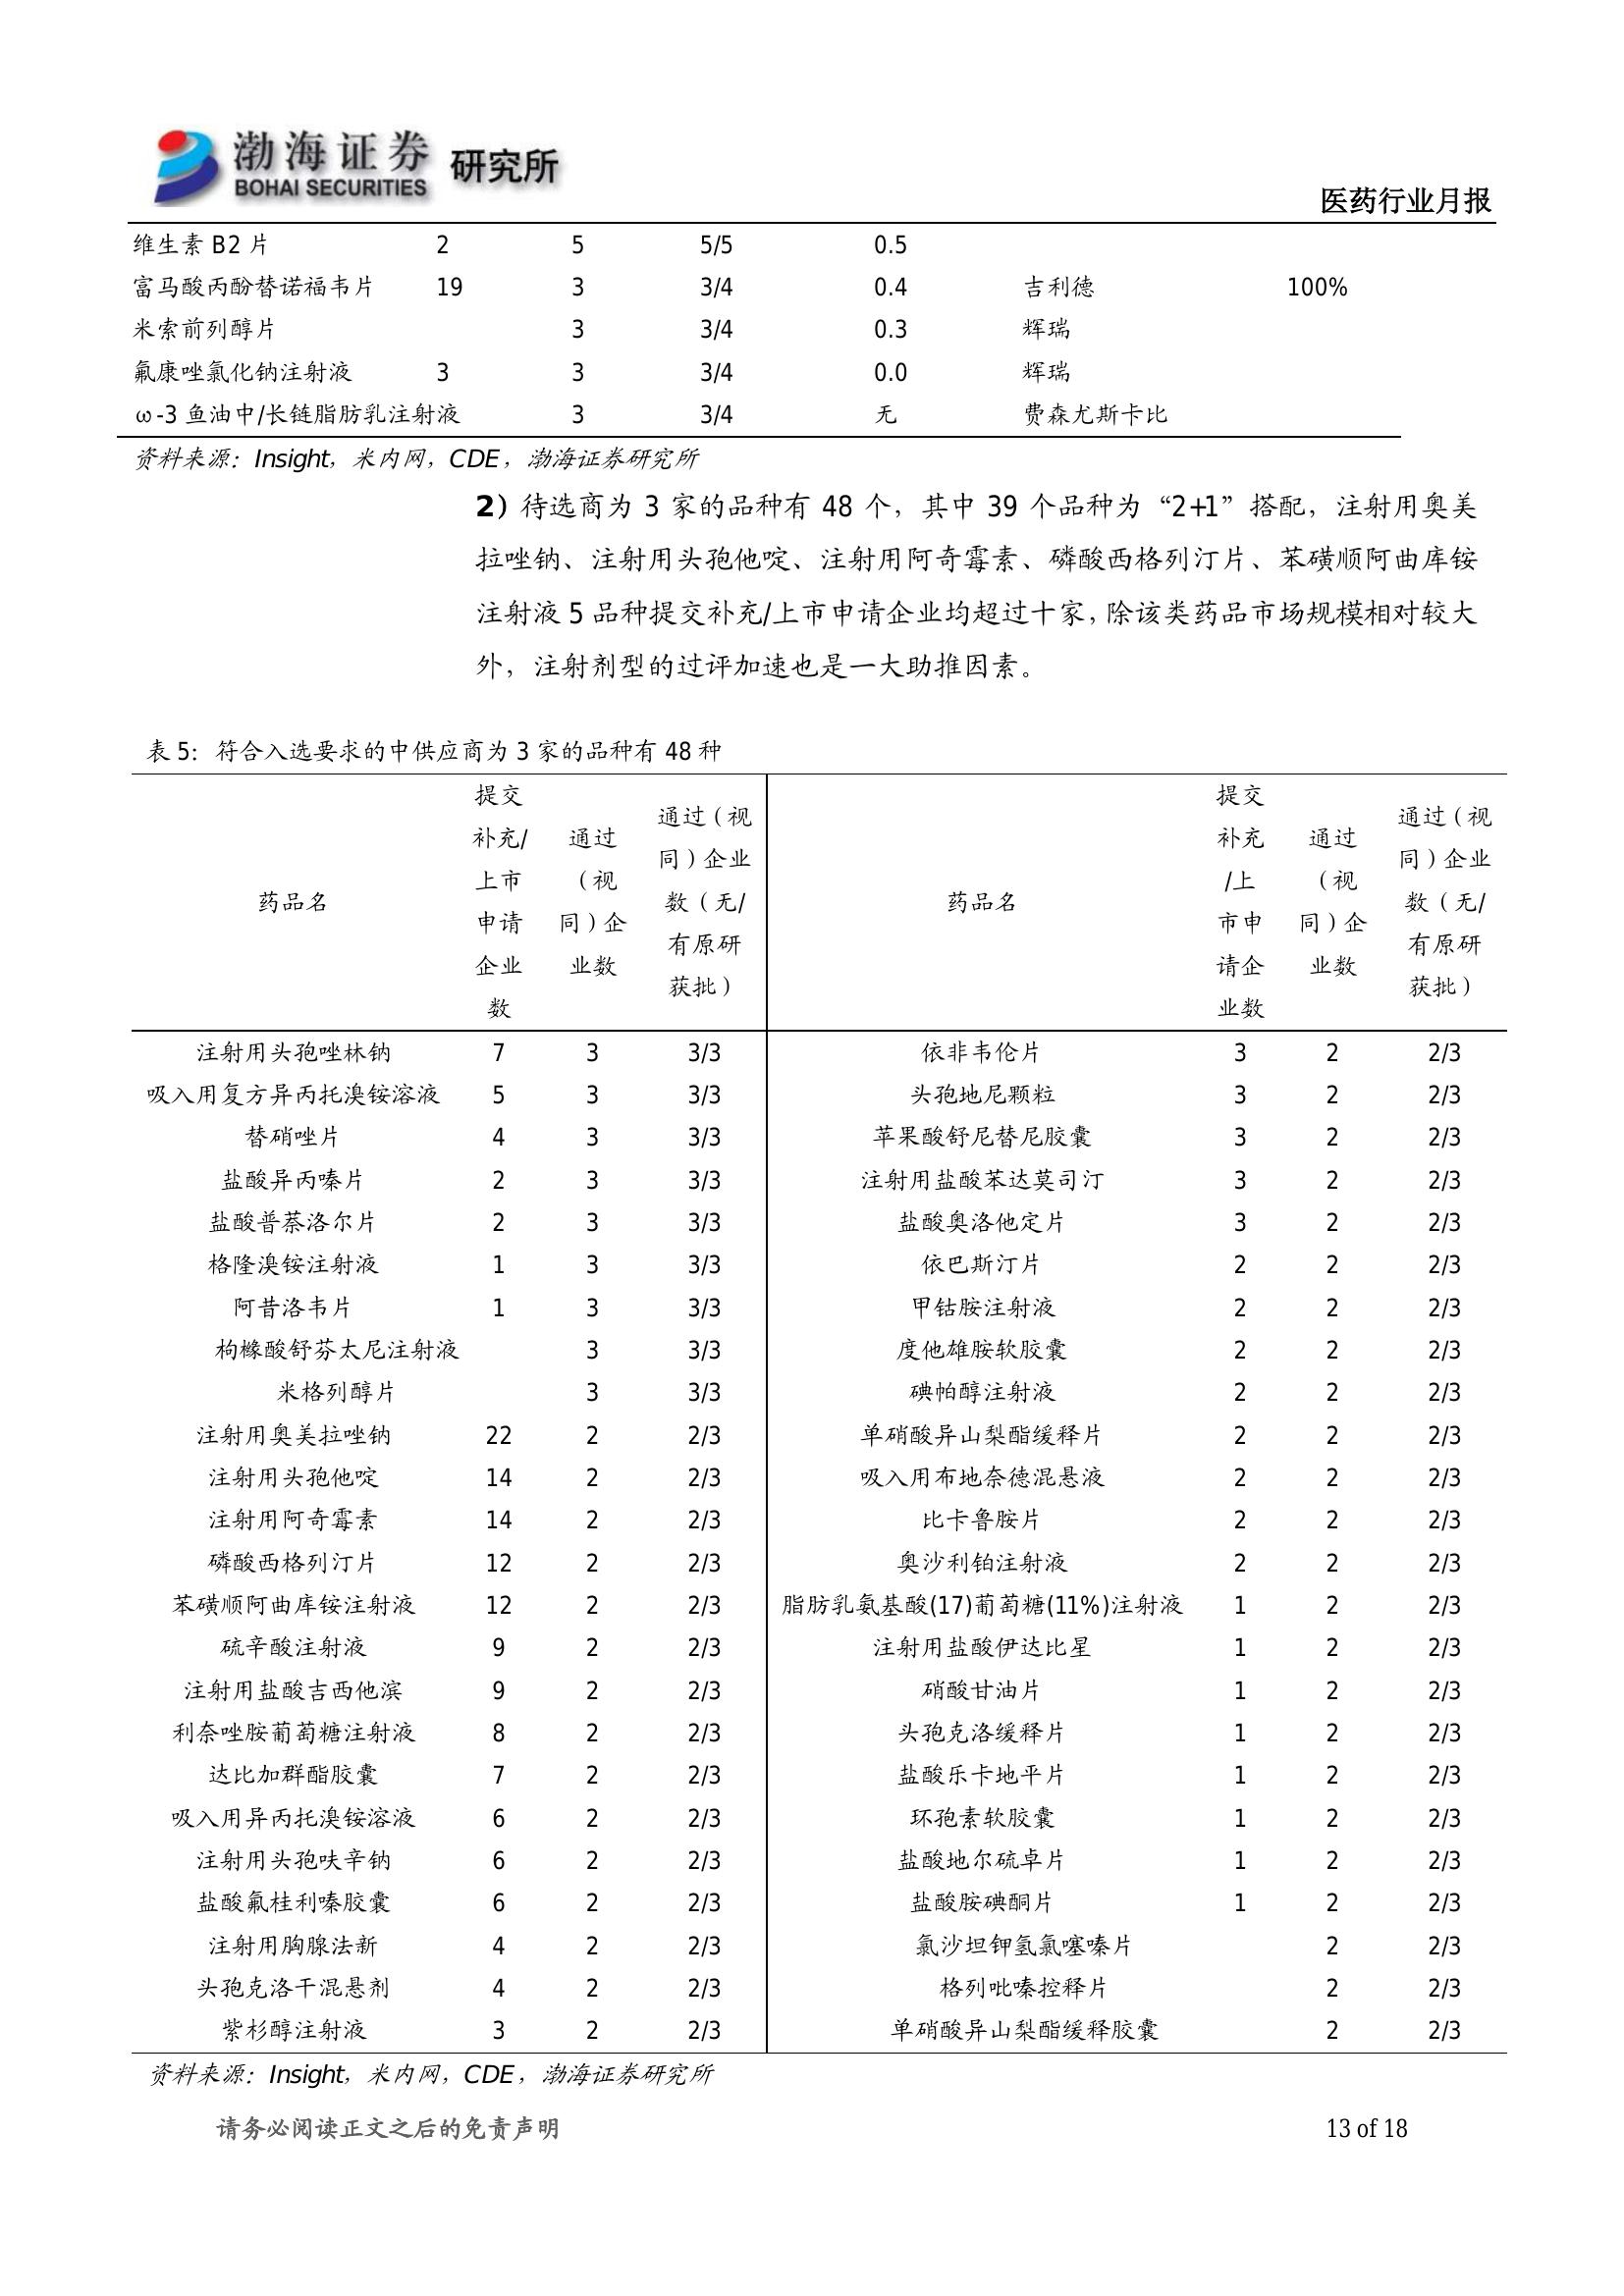 渤海证券 研究所
BOHAI SECURITIES
医药行业月报
维生素 B2 片 2 5 5/5 0.5
富马酸丙酚替诺福韦片 19 3 3/4 0.4 吉利德 100%
米索前列醇片 3 3/4 0.3 辉瑞
氟康唑氯化钠注射液 3 3 3/4 0.0 辉瑞
ω-3 鱼油中/长链脂肪乳注射液 3 3/4 无 费森尤斯卡比
资料来源：Insight，米内网，CDE，渤海证券研究所
2）待选商为 3 家的品种有 48 个，其中 39 个品种为“2+1”搭配，注射用奥美
拉唑钠、注射用头孢他啶、注射用阿奇霉素、磷酸西格列汀片、苯磺顺阿曲库铵
注射液 5 品种提交补充/上市申请企业均超过十家，除该类药品市场规模相对较大
外，注射剂型的过评加速也是一大助推因素。
表 5：符合入选要求的中供应商为 3 家的品种有 48 种
药品名 提交补充/上市申请企业数 通过（视同）企业数 通过（视同）企业数（无/有原研获批） 药品名 提交补充/上市申请企业数 通过（视同）企业数 通过（视同）企业数（无/有原研获批）
注射用头孢唑林钠 7 3 3/3 依非韦伦片 3 2 2/3
吸入用复方异丙托溴铵溶液 5 3 3/3 头孢地尼颗粒 3 2 2/3
替硝唑片 4 3 3/3 苹果酸舒尼替尼胶囊 3 2 2/3
盐酸异丙嗪片 2 3 3/3 注射用盐酸苯达莫司汀 3 2 2/3
盐酸普萘洛尔片 2 3 3/3 盐酸奥洛他定片 3 2 2/3
格隆溴铵注射液 1 3 3/3 依巴斯汀片 2 2 2/3
阿昔洛韦片 1 3 3/3 甲钴胺注射液 2 2 2/3
枸橼酸舒芬太尼注射液 3 3/3 度他雄胺软胶囊 2 2 2/3
米格列醇片 3 3/3 碘帕醇注射液 2 2 2/3
注射用奥美拉唑钠 22 2 2/3 单硝酸异山梨酯缓释片 2 2 2/3
注射用头孢他啶 14 2 2/3 吸入用布地奈德混悬液 2 2 2/3
注射用阿奇霉素 14 2 2/3 比卡鲁胺片 2 2 2/3
磷酸西格列汀片 12 2 2/3 奥沙利铂注射液 2 2 2/3
苯磺顺阿曲库铵注射液 12 2 2/3 脂肪乳氨基酸(17)葡萄糖(11%)注射液 1 2 2/3
硫辛酸注射液 9 2 2/3 注射用盐酸伊达比星 1 2 2/3
注射用盐酸吉西他滨 9 2 2/3 硝酸甘油片 1 2 2/3
利奈唑胺葡萄糖注射液 8 2 2/3 头孢克洛缓释片 1 2 2/3
达比加群酯胶囊 7 2 2/3 盐酸乐卡地平片 1 2 2/3
吸入用异丙托溴铵溶液 6 2 2/3 环孢素软胶囊 1 2 2/3
注射用头孢呋辛钠 6 2 2/3 盐酸地尔硫卓片 1 2 2/3
盐酸氟桂利嗪胶囊 6 2 2/3 盐酸胺碘酮片 1 2 2/3
注射用胸腺法新 4 2 2/3 氯沙坦钾氢氯噻嗪片 2 2/3
头孢克洛干混悬剂 4 2 2/3 格列吡嗪控释片 2 2/3
紫杉醇注射液 3 2 2/3 单硝酸异山梨酯缓释胶囊 2 2/3
资料来源：Insight，米内网，CDE，渤海证券研究所
请务必阅读正文之后的免责声明 13 of 18